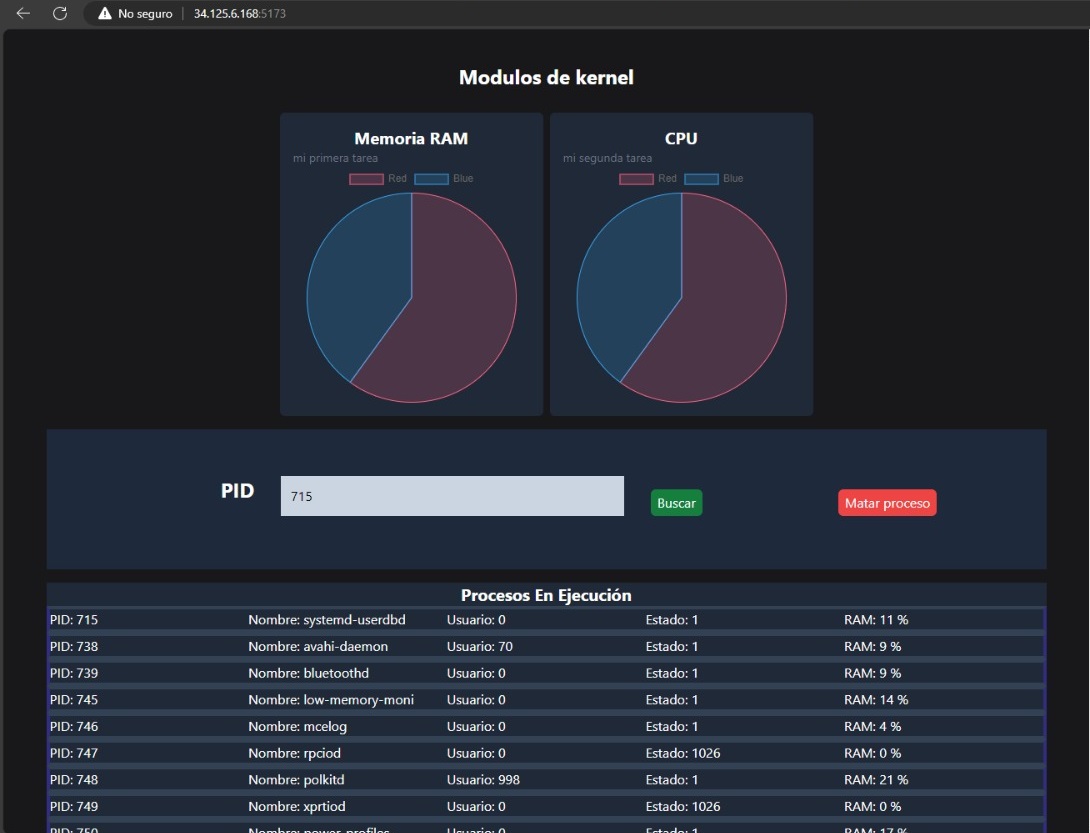 No seguro 34.125.6.168:5173
Modulos de kernel
Memoria RAM
mi primera tarea
Red Blue
CPU
mi segunda tarea
Red Blue
PID 715 Buscar Matar proceso
Procesos En Ejecución
PID: 715 Nombre: systemd-userdbd Usuario: 0 Estado: 1 RAM: 11 %
PID: 738 Nombre: avahi-daemon Usuario: 70 Estado: 1 RAM: 9 %
PID: 739 Nombre: bluetoothd Usuario: 0 Estado: 1 RAM: 9 %
PID: 745 Nombre: low-memory-moni Usuario: 0 Estado: 1 RAM: 14 %
PID: 746 Nombre: mcelog Usuario: 0 Estado: 1 RAM: 4 %
PID: 747 Nombre: rpciod Usuario: 0 Estado: 1026 RAM: 0 %
PID: 748 Nombre: polkitd Usuario: 998 Estado: 1 RAM: 21 %
PID: 749 Nombre: xprtiod Usuario: 0 Estado: 1026 RAM: 0 %
PID: 750 Nombre: power-profiles Usuario: 0 Estado: 1 RAM: 17 %